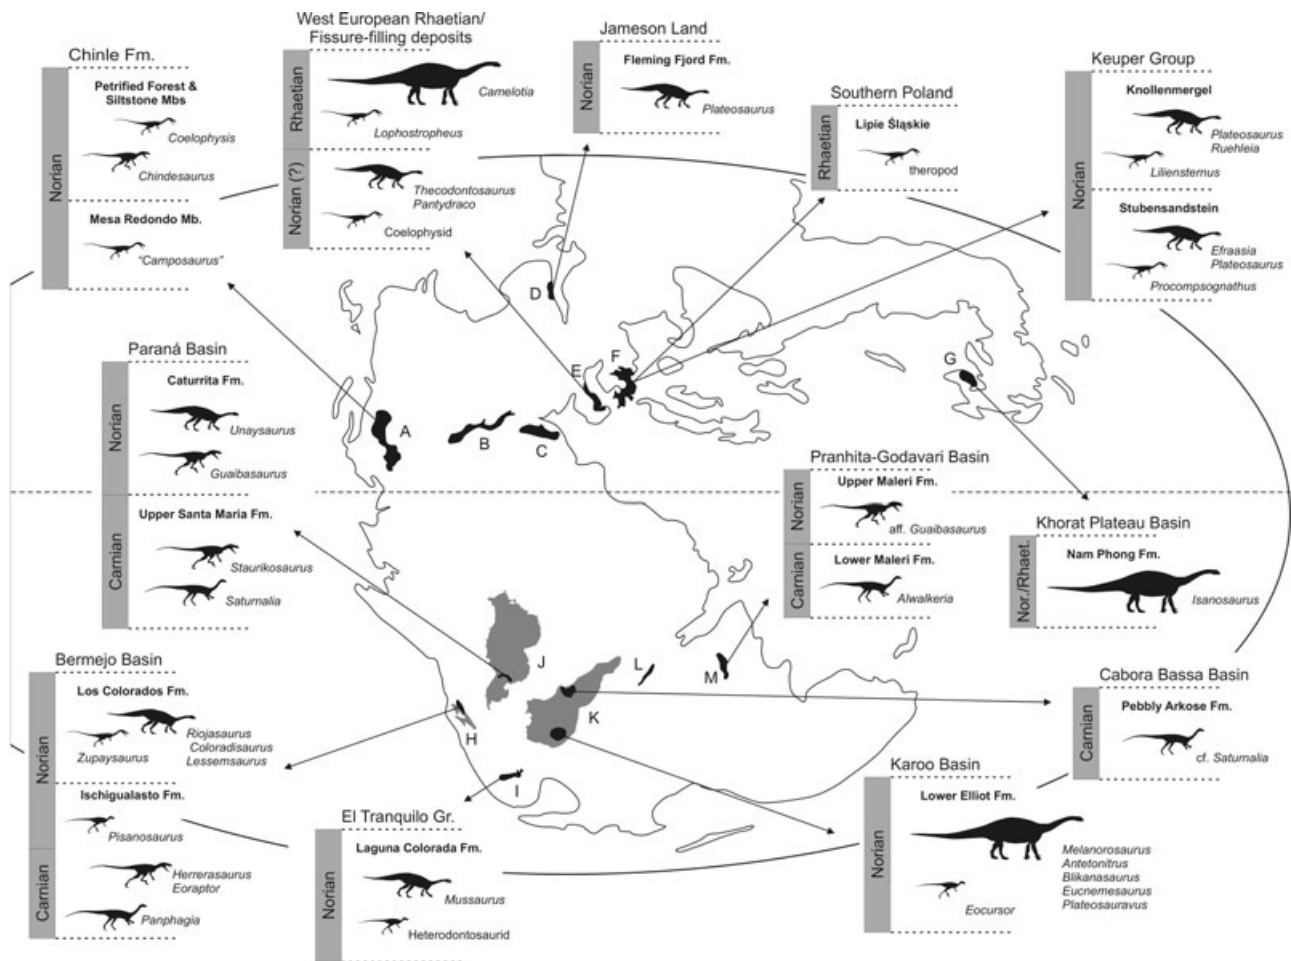 Chinle Fm.
Norian
Petrified Forest &
Siltstone Mbs
Coelophysis
Chindesaurus
Mesa Redondo Mb.
"Camposaurus"
West European Rhaetian/
Fissure-filling deposits
Rhaetian
Camelotia
Lophostropheus
Norian (?)
Thecodontosaurus
Pantydraco
Coelophysid
Jameson Land
Norian
Fleming Fjord Fm.
Plateosaurus
Southern Poland
Rhaetian
Lipie Śląskie
theropod
Keuper Group
Norian
Knollenmergel
Plateosaurus
Ruehleia
Liliensternus
Stubensandstein
Efraasia
Plateosaurus
Procompsognathus
Paraná Basin
Norian
Caturrita Fm.
Unaysaurus
Guaibasaurus
Carnian
Upper Santa Maria Fm.
Staurikosaurus
Saturnalia
A
B
C
D
E
F
G
H
I
J
K
L
M
Pranhita-Godavari Basin
Norian
Upper Maleri Fm.
aff. Guaibasaurus
Carnian
Lower Maleri Fm.
Alwalkeria
Khorat Plateau Basin
Nor./Rhaet.
Nam Phong Fm.
Isanosaurus
Bermejo Basin
Norian
Los Colorados Fm.
Riojasaurus
Coloradisaurus
Lessemsaurus
Zupaysaurus
Ischigualasto Fm.
Pisanosaurus
Carnian
Herrerasaurus
Eoraptor
Panphagia
El Tranquilo Gr.
Norian
Laguna Colorada Fm.
Mussaurus
Heterodontosaurid
Cabora Bassa Basin
Carnian
Pebbly Arkose Fm.
cf. Saturnalia
Karoo Basin
Norian
Lower Elliot Fm.
Melanorosaurus
Antetonitrus
Blikanasaurus
Eucnemesaurus
Plateosauravus
Eocursor